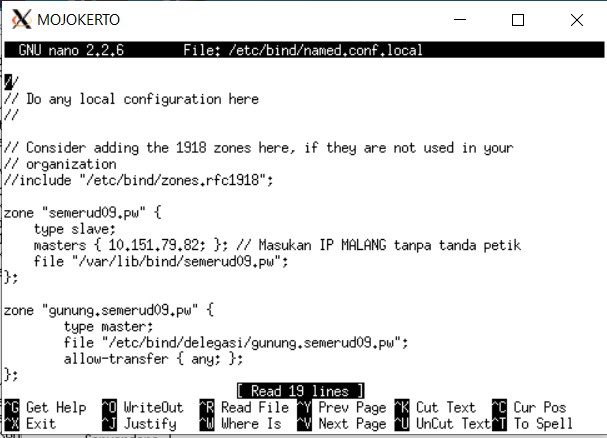 MOJOKERTO
GNU nano 2.2.6 File: /etc/bind/named.conf.local
//
// Do any local configuration here
//
// Consider adding the 1918 zones here, if they are not used in your
// organization
//include "/etc/bind/zones.rfc1918";
zone "semerud09.pw" {
type slave;
masters { 10.151.79.82; }; // Masukan IP MALANG tanpa tanda petik
file "/var/lib/bind/semerud09.pw";
};
zone "gunung.semerud09.pw" {
type master;
file "/etc/bind/delegasi/gunung.semerud09.pw";
allow-transfer { any; };
};
[ Read 19 lines ]
^G Get Help ^O WriteOut ^R Read File ^Y Prev Page ^K Cut Text ^C Cur Pos
^X Exit ^J Justify ^W Where Is ^V Next Page ^U UnCut Text ^T To Spell